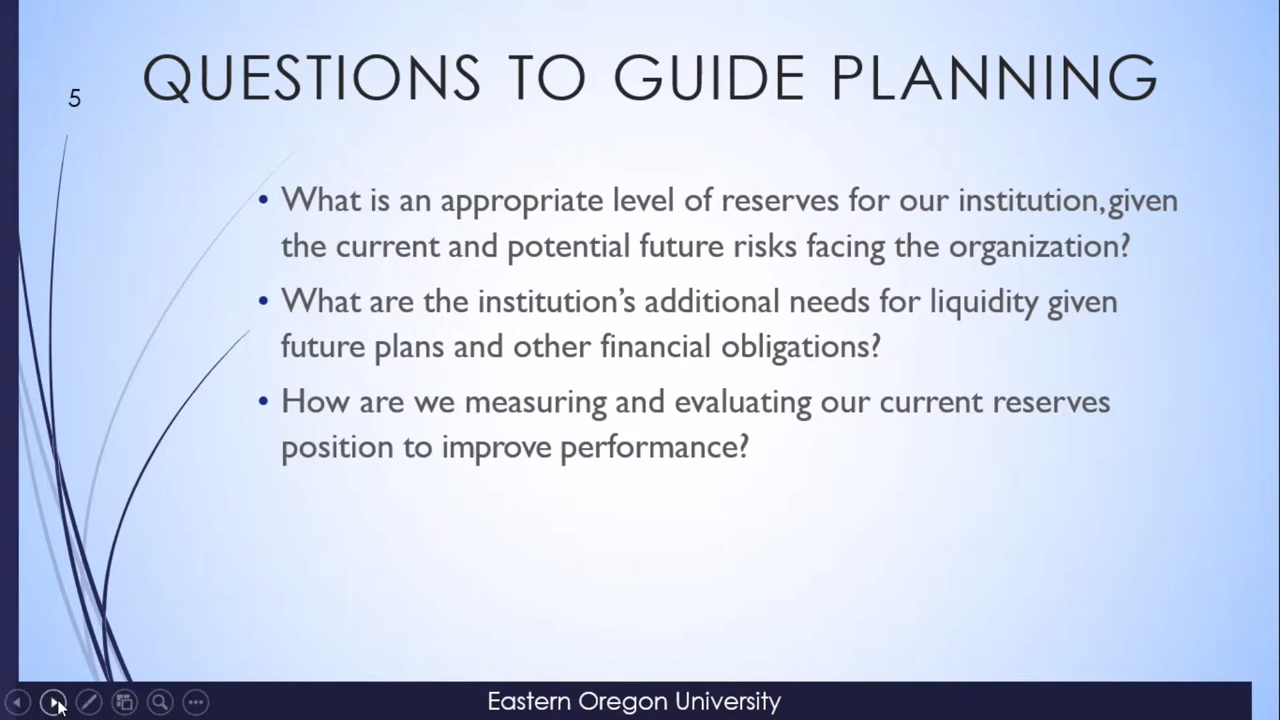 QUESTIONS TO GUIDE PLANNING
5
• What is an appropriate level of reserves for our institution,given
the current and potential future risks facing the organization?
• What are the institution’s additional needs for liquidity given
future plans and other financial obligations?
• How are we measuring and evaluating our current reserves
position to improve performance?
Eastern Oregon University